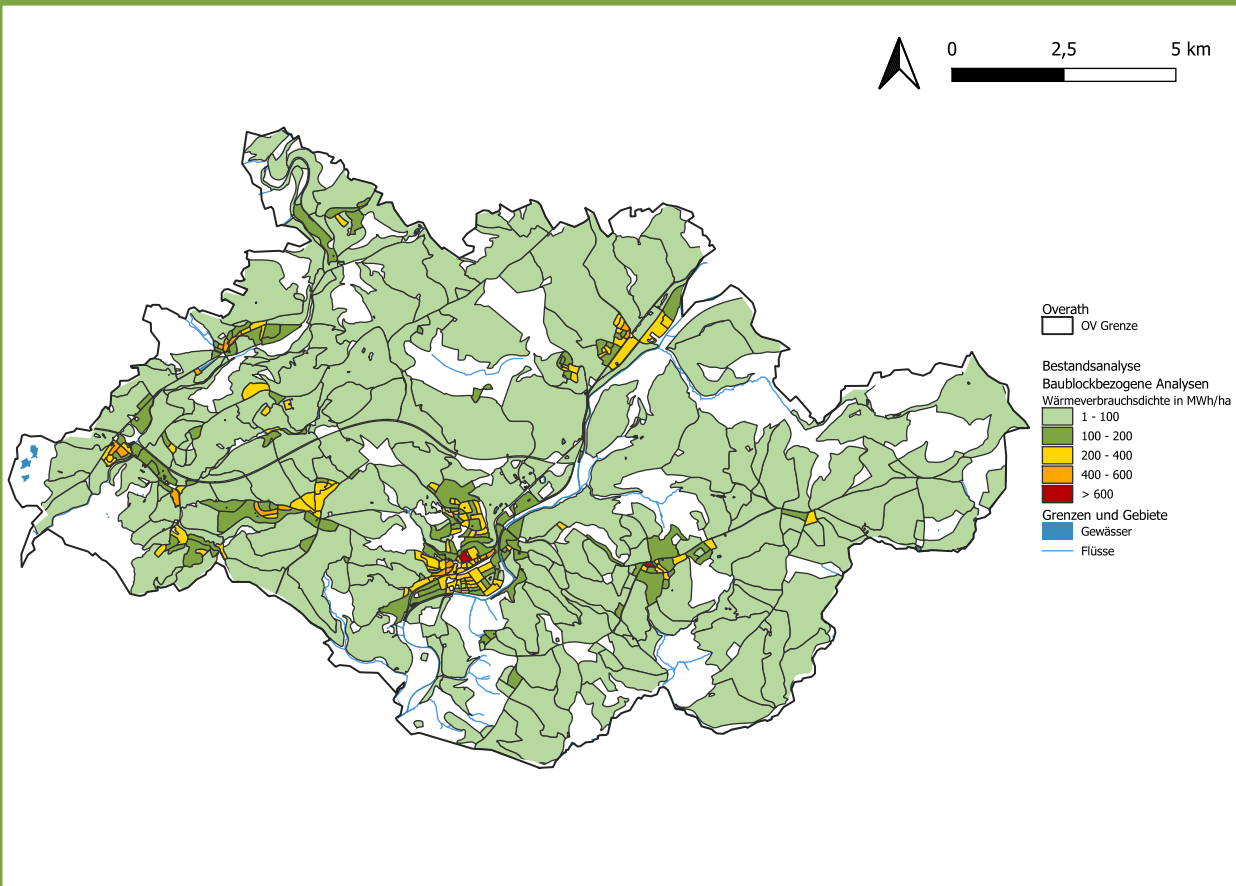 0 2,5 5 km
Overath
OV Grenze
Bestandsanalyse
Baublockbezogene Analysen
Wärmeverbrauchsdichte in MWh/ha
1 - 100
100 - 200
200 - 400
400 - 600
> 600
Grenzen und Gebiete
Gewässer
Flüsse